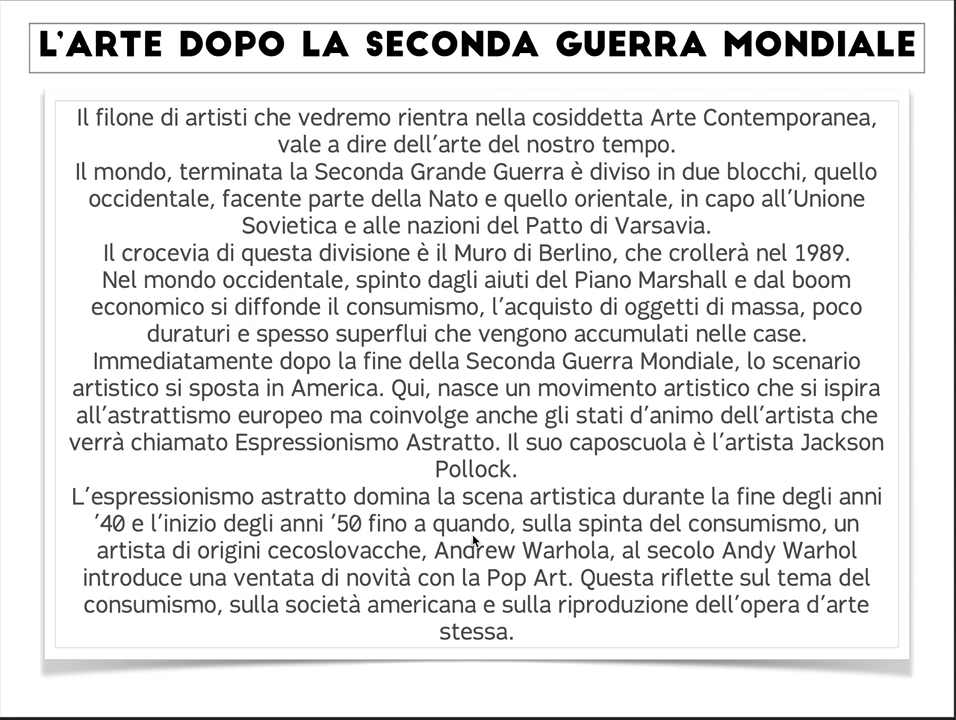 L'ARTE DOPO LA SECONDA GUERRA MONDIALE
Il filone di artisti che vedremo rientra nella cosiddetta Arte Contemporanea,
vale a dire dell'arte del nostro tempo.
Il mondo, terminata la Seconda Grande Guerra è diviso in due blocchi, quello
occidentale, facente parte della Nato e quello orientale, in capo all'Unione
Sovietica e alle nazioni del Patto di Varsavia.
Il crocevia di questa divisione è il Muro di Berlino, che crollerà nel 1989.
Nel mondo occidentale, spinto dagli aiuti del Piano Marshall e dal boom
economico si diffonde il consumismo, l'acquisto di oggetti di massa, poco
duraturi e spesso superflui che vengono accumulati nelle case.
Immediatamente dopo la fine della Seconda Guerra Mondiale, lo scenario
artistico si sposta in America. Qui, nasce un movimento artistico che si ispira
all'astrattismo europeo ma coinvolge anche gli stati d'animo dell'artista che
verrà chiamato Espressionismo Astratto. Il suo caposcuola è l'artista Jackson
Pollock.
L'espressionismo astratto domina la scena artistica durante la fine degli anni
'40 e l'inizio degli anni '50 fino a quando, sulla spinta del consumismo, un
artista di origini cecoslovacche, Andrew Warhola, al secolo Andy Warhol
introduce una ventata di novità con la Pop Art. Questa riflette sul tema del
consumismo, sulla società americana e sulla riproduzione dell'opera d'arte
stessa.